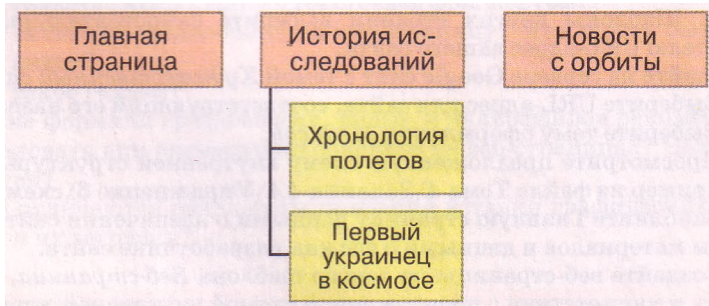 Главная
страница
История ис-
следований
Новости
с орбиты
Хронология
полетов
Первый
украинец
в космосе